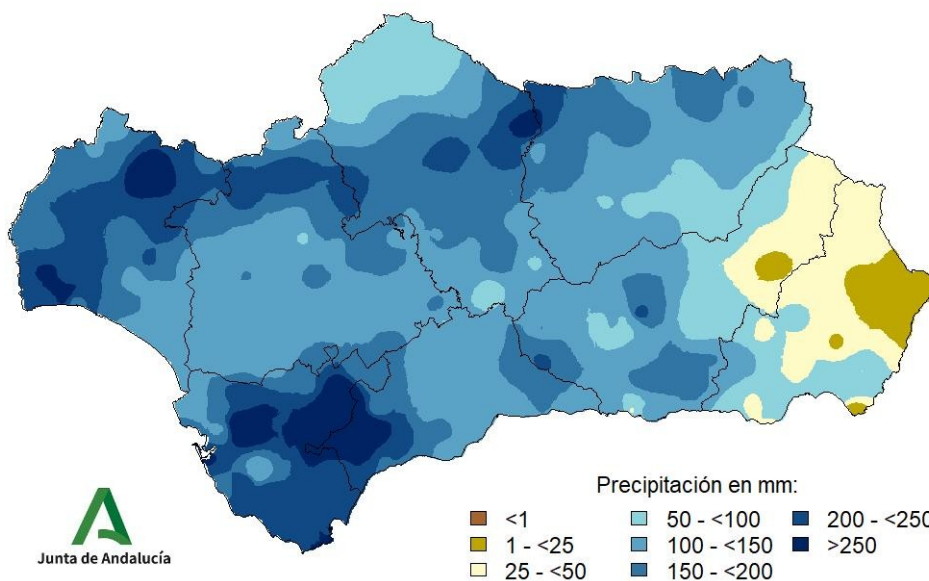 Precipitación en mm:
<1
50 - <100
200 - <250
1 - <25
100 - <150
>250
25 - <50
150 - <200
Junta de Andalucía